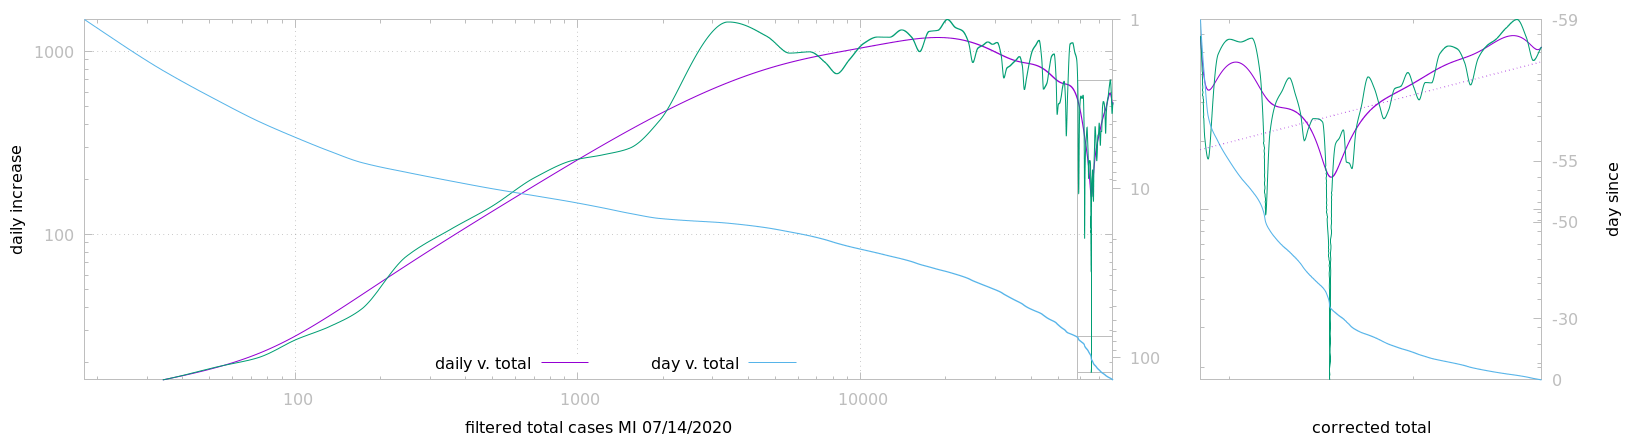 1000
100
daily increase
daily v. total
day v. total
100
1000
10000
filtered total cases MI 07/14/2020
1
10
100
-59
-55
-50
-30
0
day since
corrected total